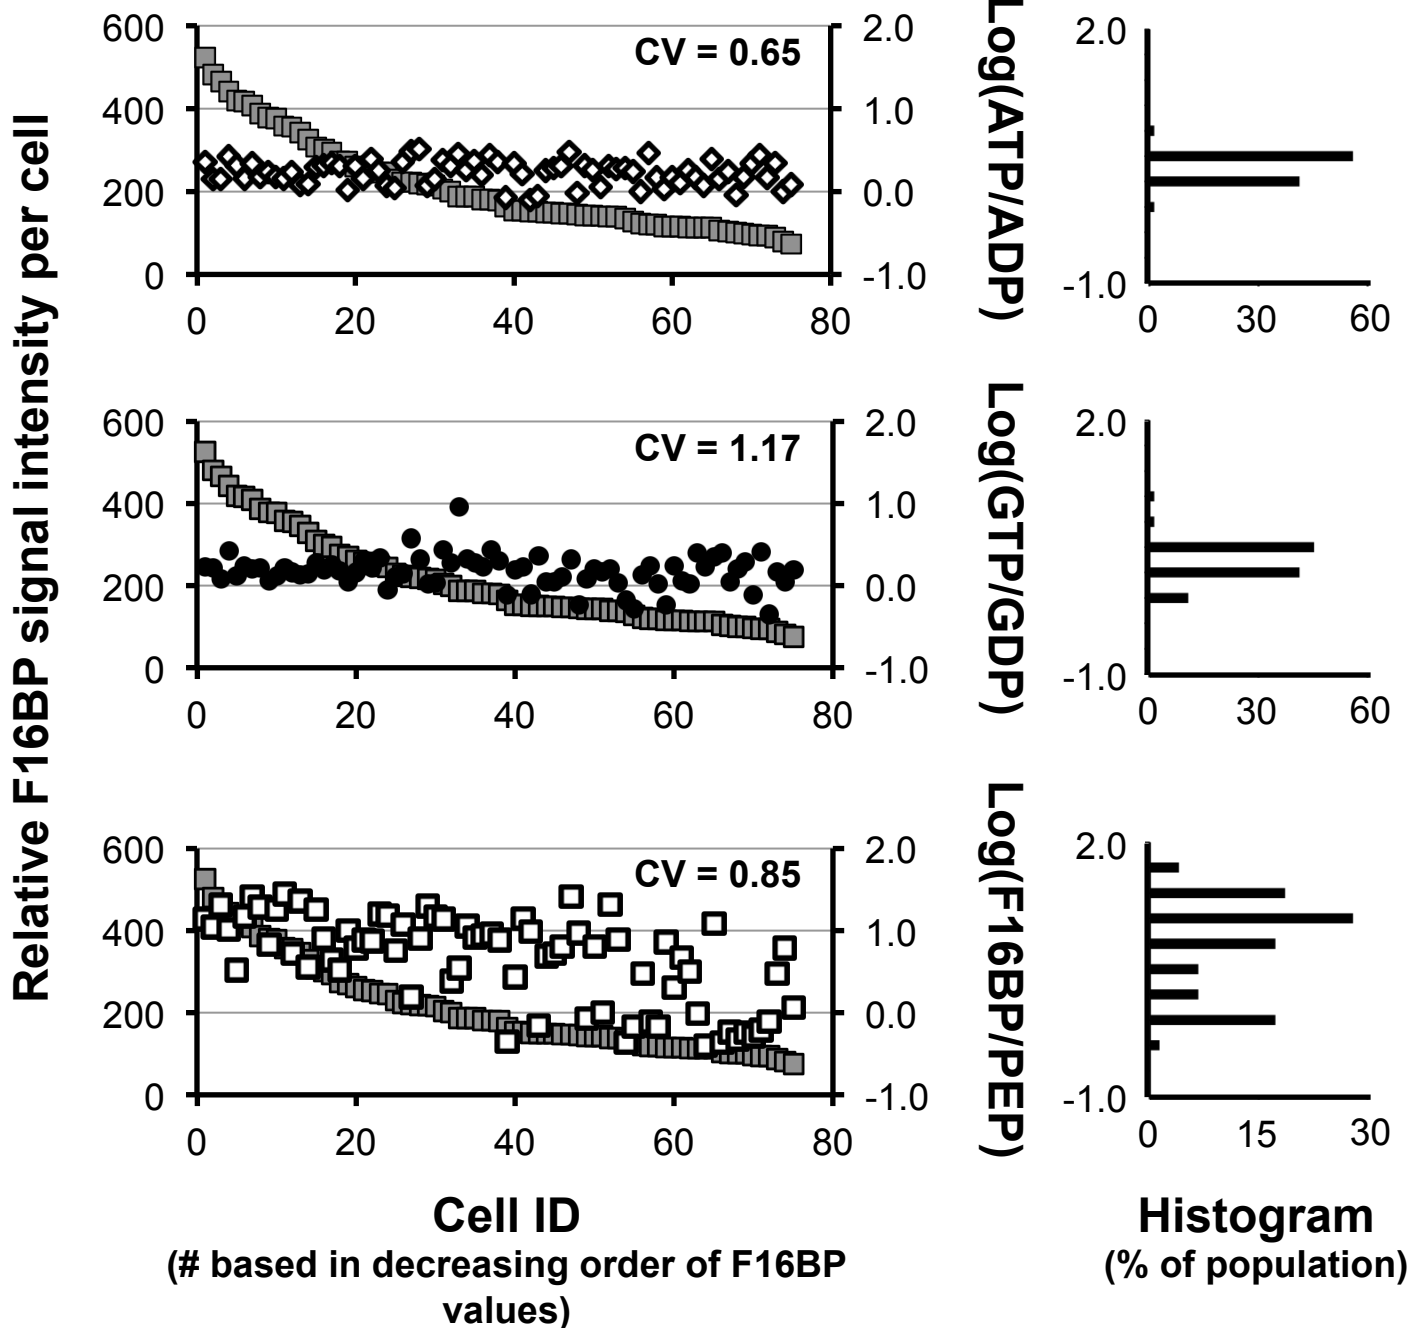 Relative F16BP signal intensity per cell
600
400
200
0
CV = 0.65
2.0
1.0
0.0
-1.0
0 20 40 60 80
Log(ATP/ADP)
2.0
-1.0
0 30 60
600
400
200
0
CV = 1.17
2.0
1.0
0.0
-1.0
0 20 40 60 80
Log(GTP/GDP)
2.0
-1.0
0 30 60
600
400
200
0
CV = 0.85
2.0
1.0
0.0
-1.0
0 20 40 60 80
Log(F16BP/PEP)
2.0
-1.0
0 15 30
Cell ID
(# based in decreasing order of F16BP
values)
Histogram
(% of population)